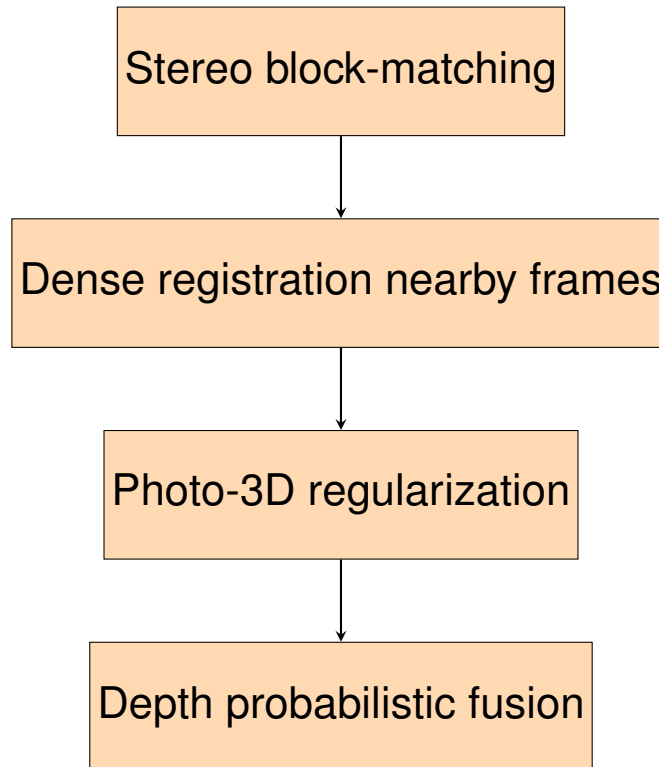 Stereo block-matching
Dense registration nearby frames
Photo-3D regularization
Depth probabilistic fusion